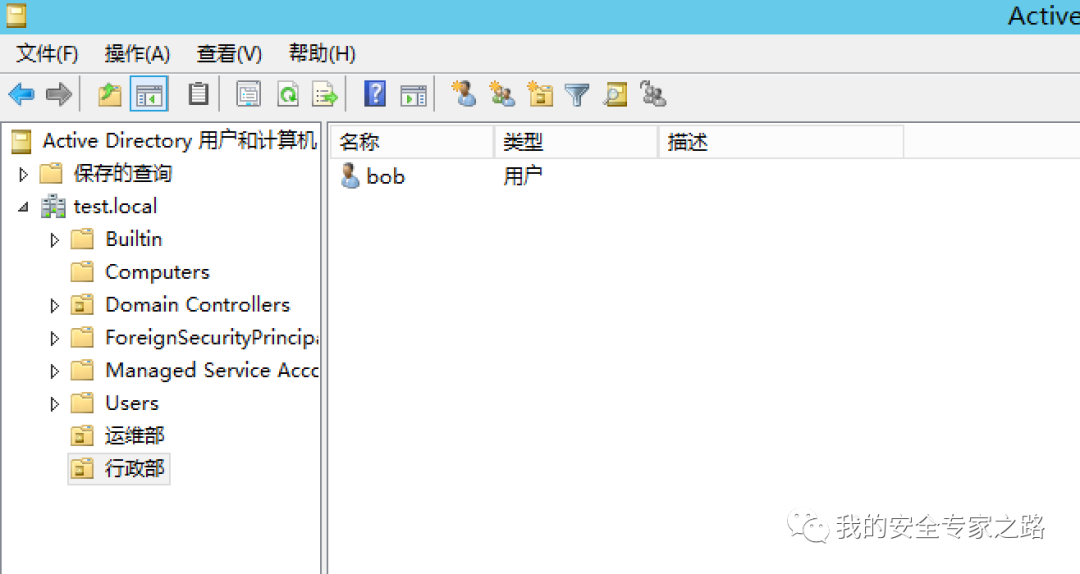 Active
文件(F) 操作(A) 查看(V) 帮助(H)
Active Directory 用户和计算机
保存的查询
test.local
Builtin
Computers
Domain Controllers
ForeignSecurityPrincipa
Managed Service Acco
Users
运维部
行政部
名称 类型 描述
bob 用户
我的安全专家之路